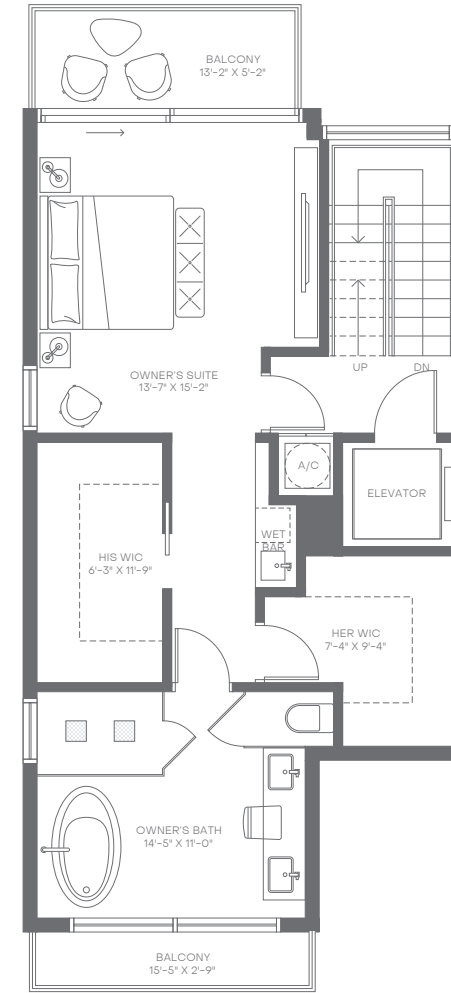 BALCONY
13'-2" X 5'-2"
UP
DN
OWNER'S SUITE
13'-7" X 15'-2"
A/C
ELEVATOR
WET
BAR
HIS WIC
6'-3" X 11'-9"
HER WIC
7'-4" X 9'-4"
OWNER'S BATH
14'-5" X 11'-0"
BALCONY
15'-5" X 2'-9"